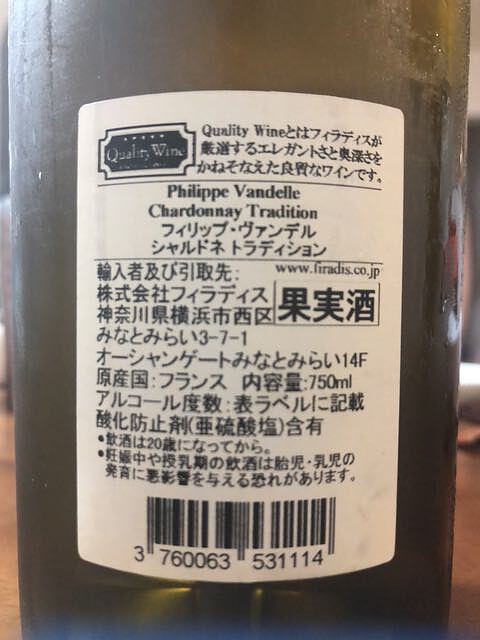 Quality Wine
Quality Wineとはフィラディスが
厳選するエレガントさと奥深さを
かねそなえた良質なワインです。
Philippe Vandelle
Chardonnay Tradition
フィリップ・ヴァンデル
シャルドネ トラディション
輸入者及び引取先:
www.firadis.co.jp
株式会社フィラディス
神奈川県横浜市西区
果実酒
みなとみらい3-7-1
オーシャンゲートみなとみらい14F
原産国:フランス 内容量:750ml
アルコール度数:表ラベルに記載
酸化防止剤(亜硫酸塩)含有
•飲酒は20歳になってから。
•妊娠中や授乳期の飲酒は胎児・乳児の
発育に悪影響を与える恐れがあります。
3 760063 531114